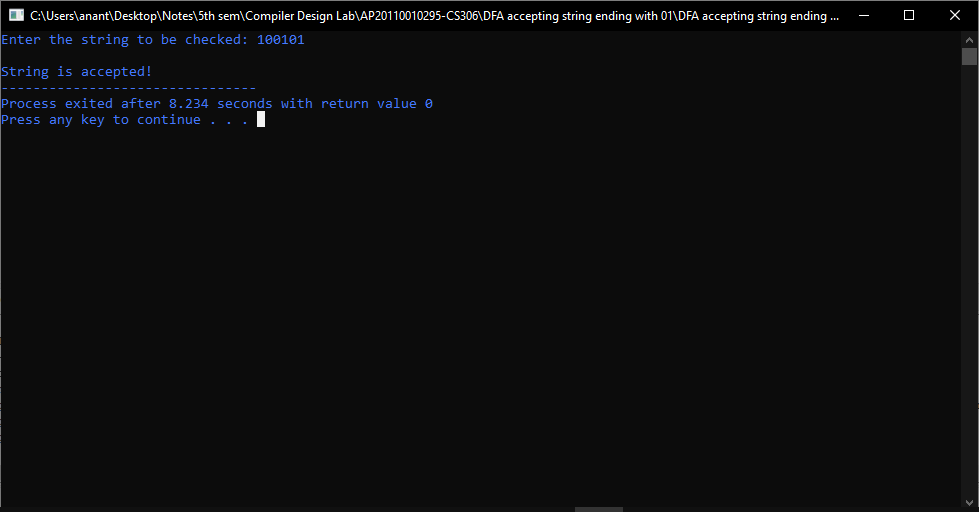 C:\Users\anant\Desktop\Notes\5th sem\Compiler Design Lab\AP20110010295-CS306\DFA accepting string ending with 01\DFA accepting string ending ...
Enter the string to be checked: 100101
String is accepted!
--------------------------------
Process exited after 8.234 seconds with return value 0
Press any key to continue . . .